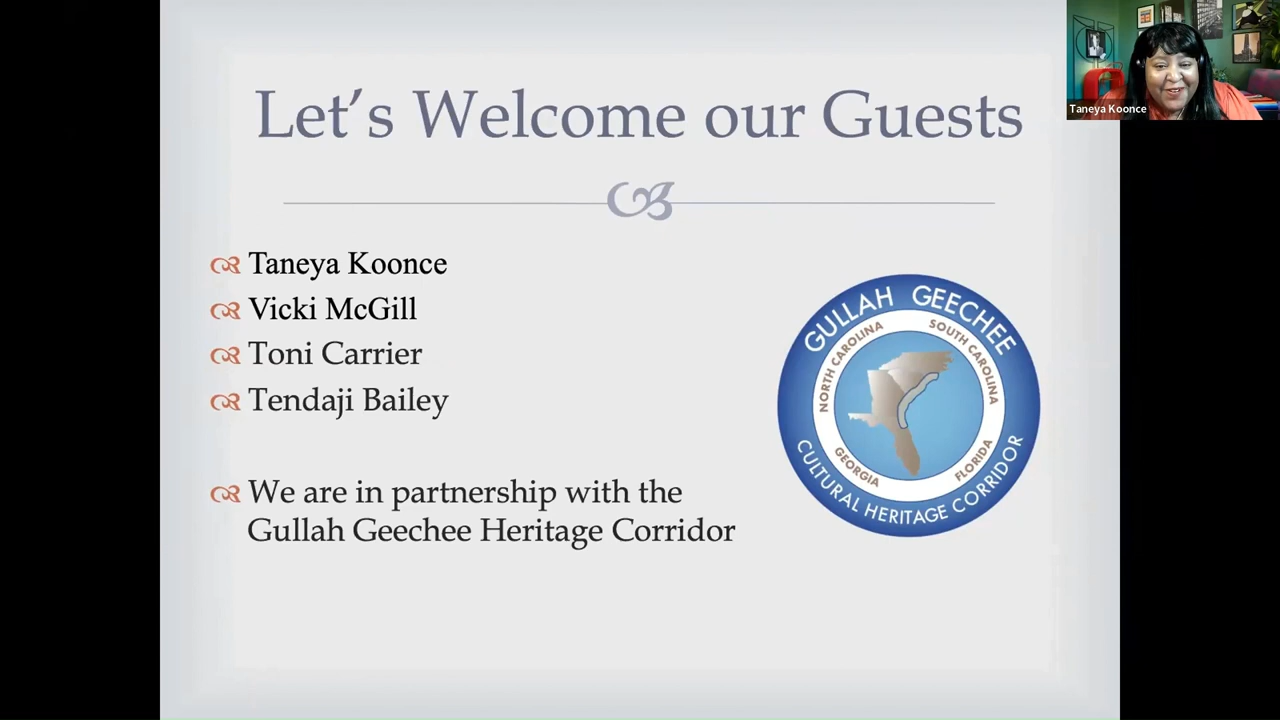 Let's Welcome our Guests
Taneya Koonce
Vicki McGill
Toni Carrier
Tendaji Bailey
We are in partnership with the
Gullah Geechee Heritage Corridor
GULLAH GEECHEE
NORTH CAROLINA
SOUTH CAROLINA
GEORGIA
FLORIDA
CULTURAL HERITAGE CORRIDOR
Taneya Koonce